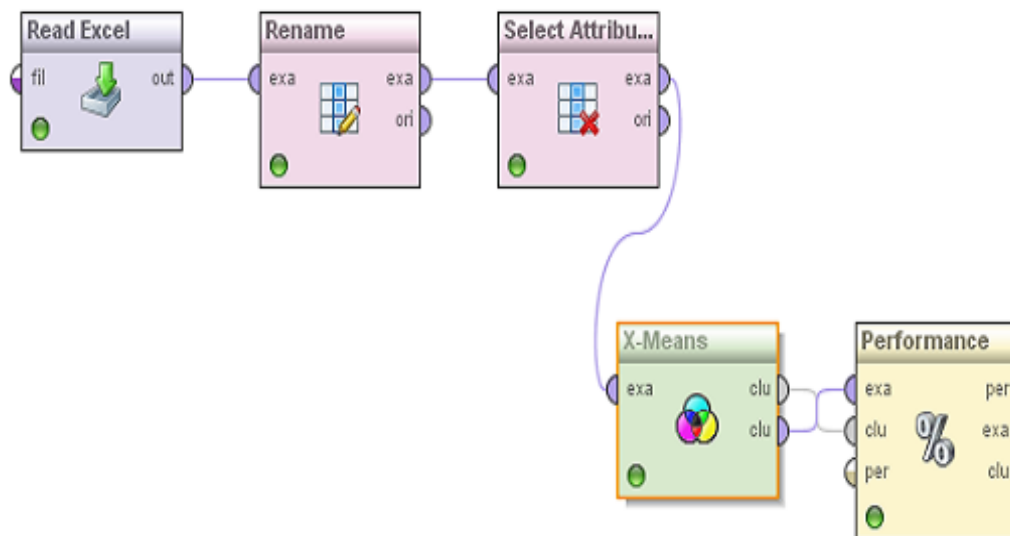 Read Excel
fil out
Rename
exa exa
ori
Select Attribu...
exa exa
ori
X-Means
exa clu
clu
Performance
exa per
clu exa
per clu
%